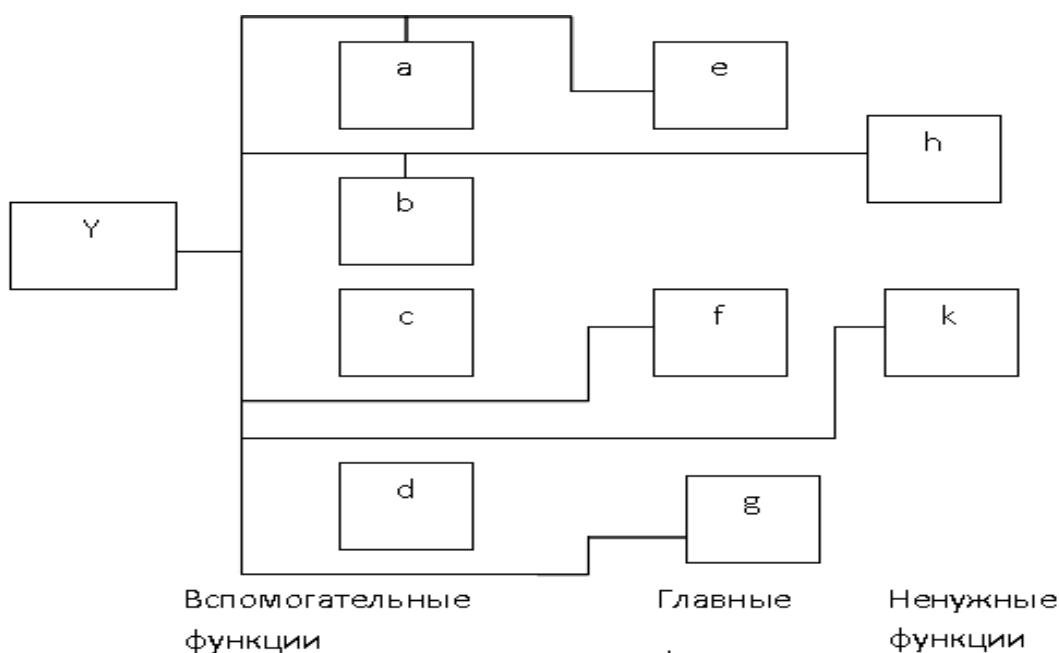 a
e
h
Y
b
c
f
k
d
g
Вспомогательные
функции
Главные
Ненужные
функции